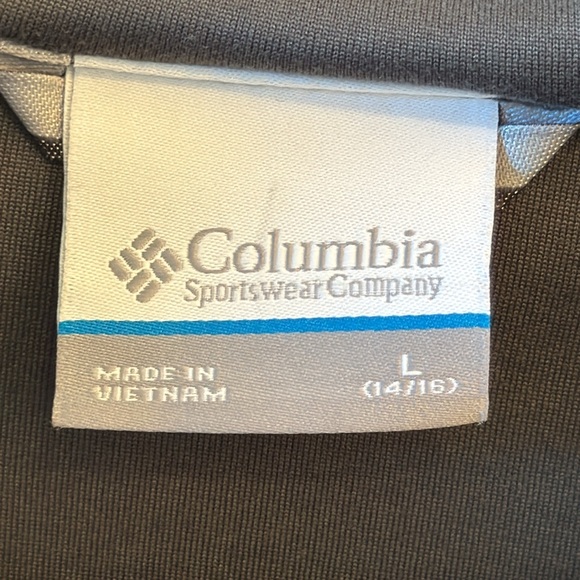 Columbia
Sportswear Company
MADE IN
VIETNAM
L
(14/16)